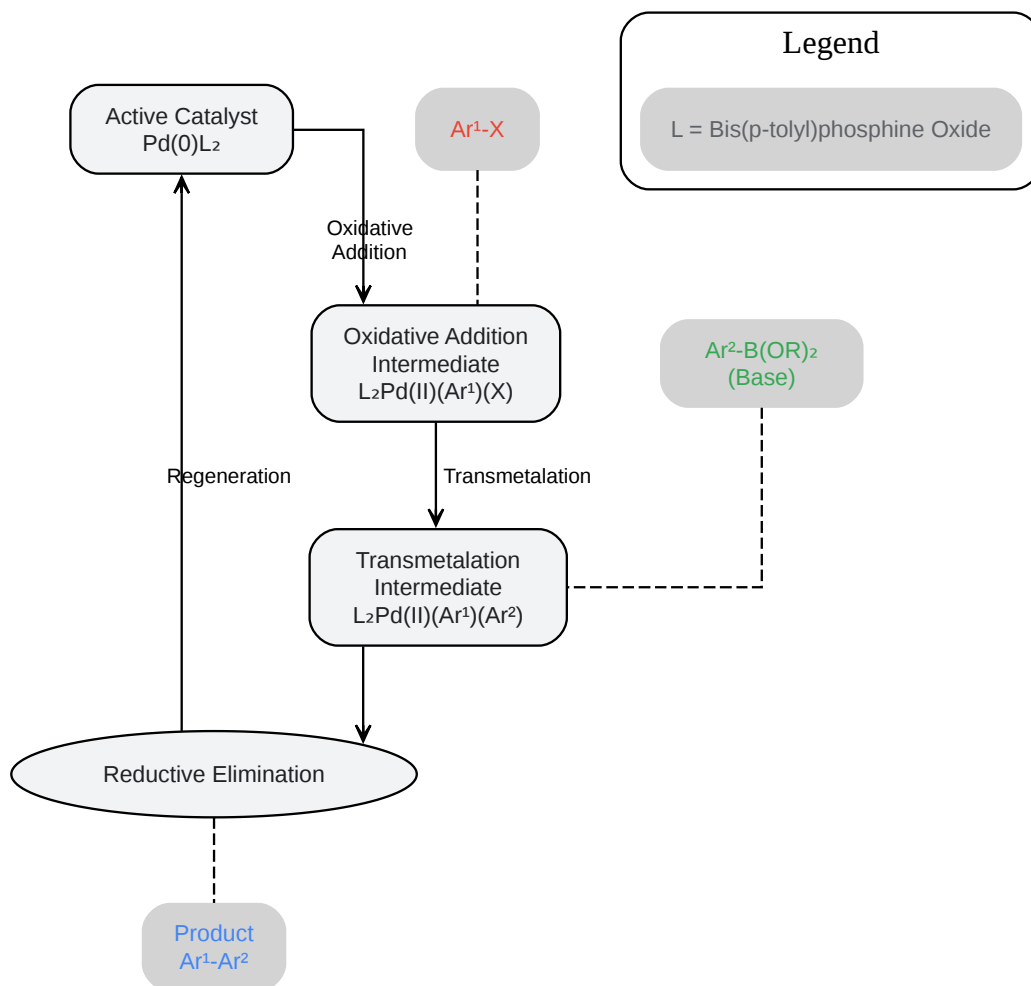 Legend
L = Bis(p-tolyl)phosphine Oxide
Active Catalyst
Pd(0)L₂
Ar¹-X
Oxidative
Addition
Oxidative Addition
Intermediate
L₂Pd(II)(Ar¹)(X)
Ar²-B(OR)₂
(Base)
Regeneration
Transmetalation
Transmetalation
Intermediate
L₂Pd(II)(Ar¹)(Ar²)
Reductive Elimination
Product
Ar¹-Ar²